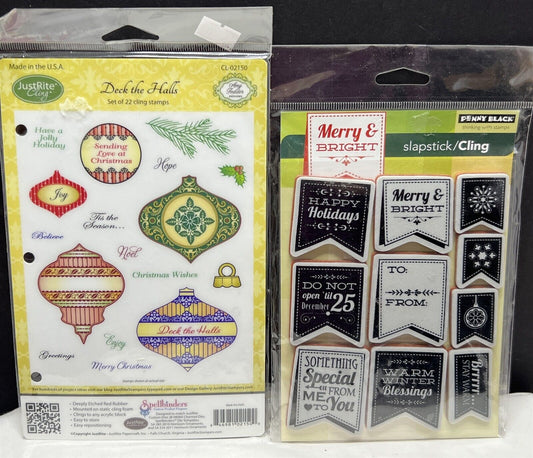 Made in the U.S.A.
CL-02150
JustRite
Cling
Deck the Halls
Set of 22 cling stamps
Have a
Jolly
Holiday
Sending
Love at
Christmas
Hope
Joy
'Tis the
Season...
Believe
Noel
Christmas Wishes
Deck the Halls
Enjoy
Greetings
Merry Christmas
Deeply Etched Red Rubber
Mounted on static cling foam
Clings to any acrylic block
Easy to store
Easy repositioning
Spellbinders
PENNY BLACK
slapstick/Cling
Merry &
BRIGHT
HAPPY
Holidays
Merry &
BRIGHT
DO NOT
open 'til
December
25
TO:
FROM:
SOMETHING
Special
FROM
ME
To YOU
WARM
WINTER
Blessings
Brrrr
STAY WARM